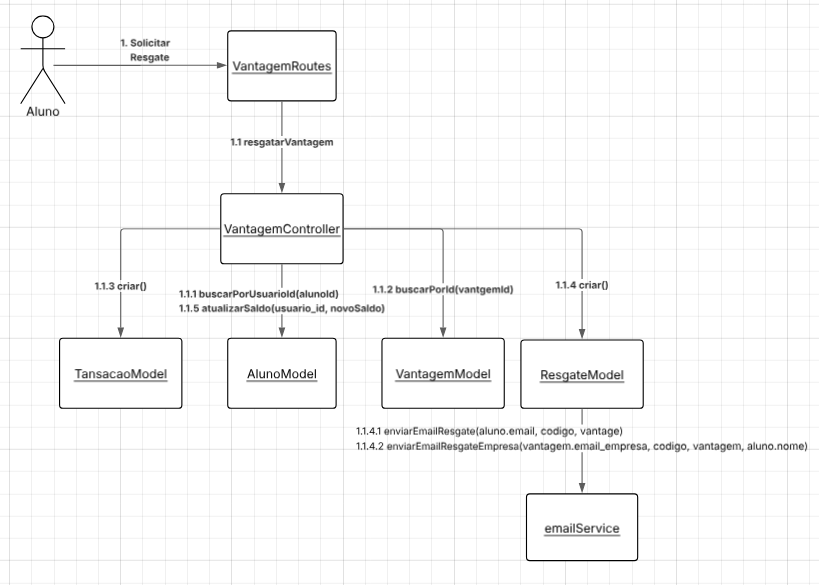 1. Solicitar
Resgate
VantagemRoutes
Aluno
1.1 resgatarVantagem
VantagemController
1.1.3 criar()
1.1.1 buscarPorUsuarioId(alunoId)
1.1.5 atualizarSaldo(usuario_id, novoSaldo)
1.1.2 buscarPorId(vantgemId)
1.1.4 criar()
TansacaoModel
AlunoModel
VantagemModel
ResgateModel
1.1.4.1 enviarEmailResgate(aluno.email, codigo, vantage)
1.1.4.2 enviarEmailResgateEmpresa(vantagem.email_empresa, codigo, vantagem, aluno.nome)
emailService